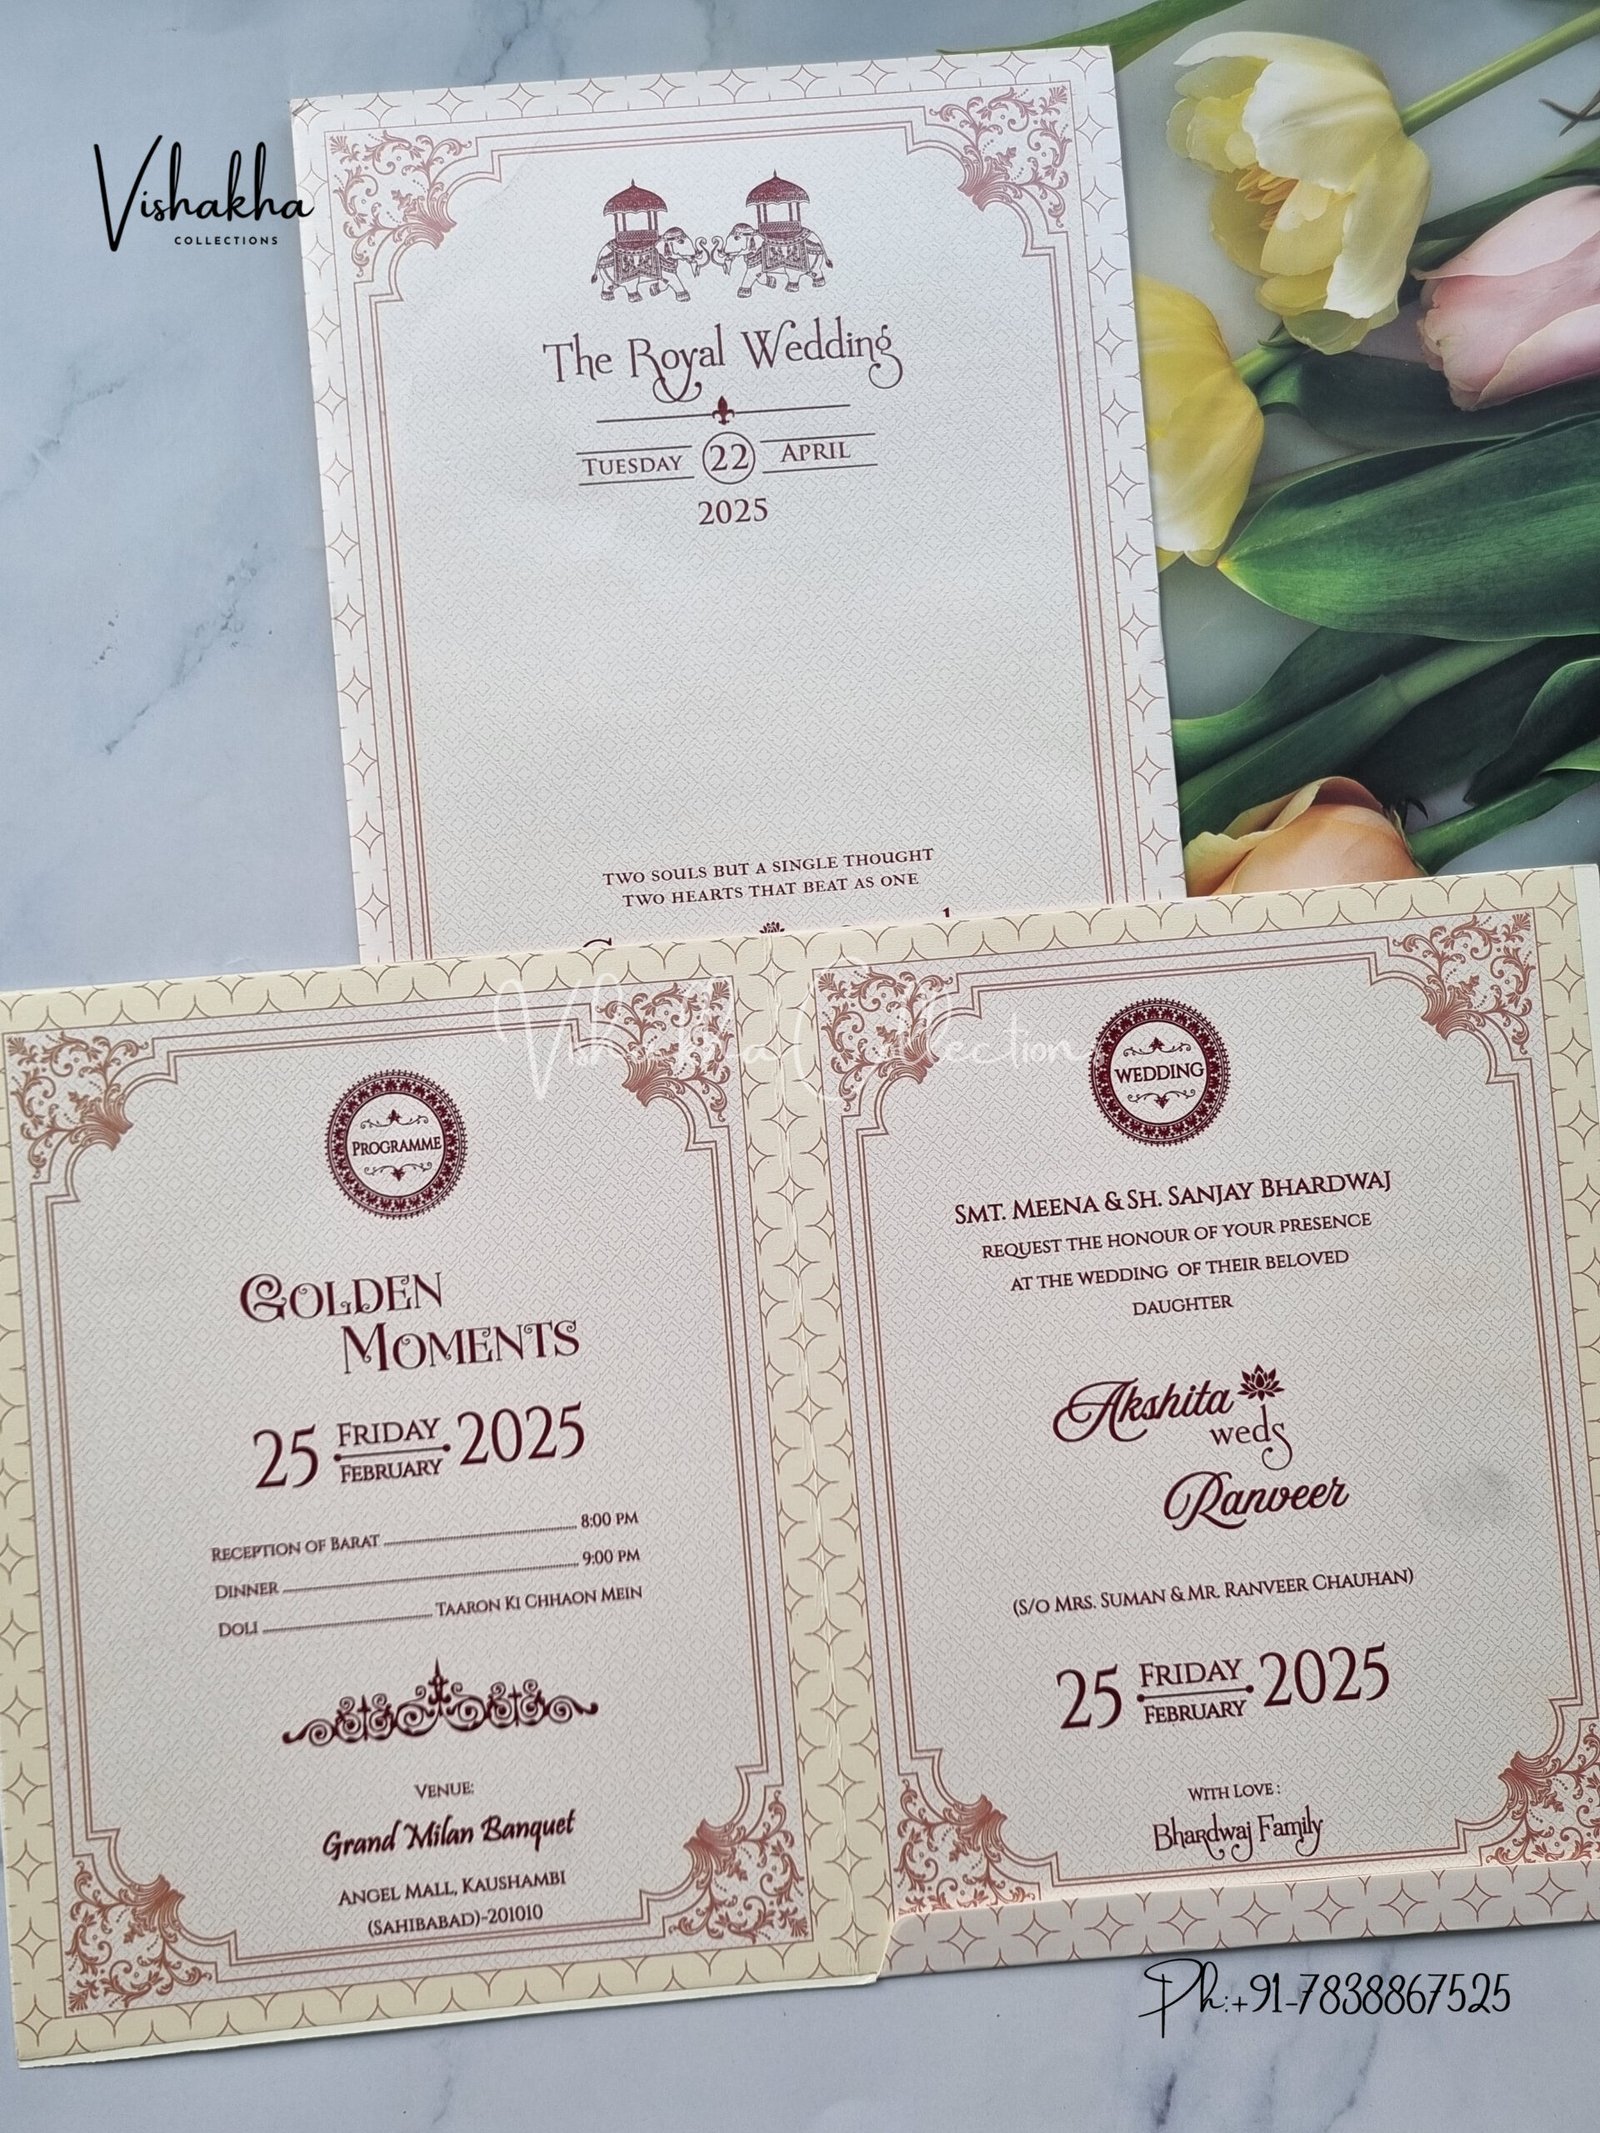 Vishakha
COLLECTIONS
The Royal Wedding
TUESDAY 22 APRIL
2025
TWO SOULS BUT A SINGLE THOUGHT
TWO HEARTS THAT BEAT AS ONE
Vishakha Collection
PROGRAMME
GOLDEN
MOMENTS
25 FRIDAY FEBRUARY 2025
RECEPTION OF BARAT 8:00 PM
DINNER 9:00 PM
DOLI TAARON KI CHHAON MEIN
VENUE:
Grand Milan Banquet
ANGEL MALL, KAUSHAMBI
(SAHIBABAD)-201010
WEDDING
SMT. MEENA & SH. SANJAY BHARDWAJ
REQUEST THE HONOUR OF YOUR PRESENCE
AT THE WEDDING OF THEIR BELOVED
DAUGHTER
Akshita
weds
Ranveer
(S/O MRS. SUMAN & MR. RANVEER CHAUHAN)
25 FRIDAY FEBRUARY 2025
WITH LOVE :
Bhardwaj Family
Ph:+91-7838867525